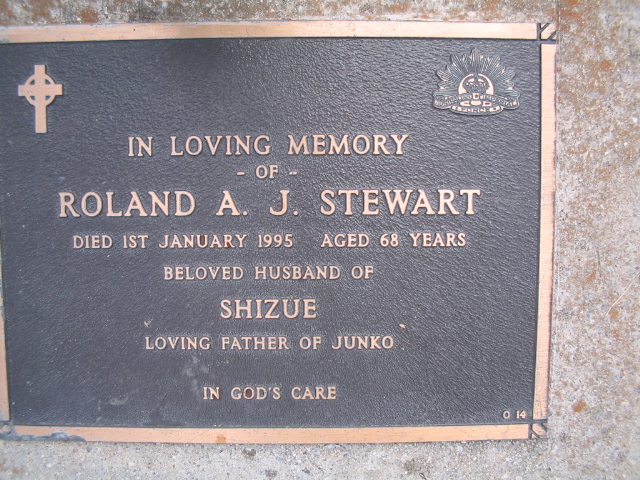 IN LOVING MEMORY
- OF -
ROLAND A. J. STEWART
DIED 1ST JANUARY 1995 AGED 68 YEARS
BELOVED HUSBAND OF
SHIZUE
LOVING FATHER OF JUNKO
IN GOD'S CARE
O 14